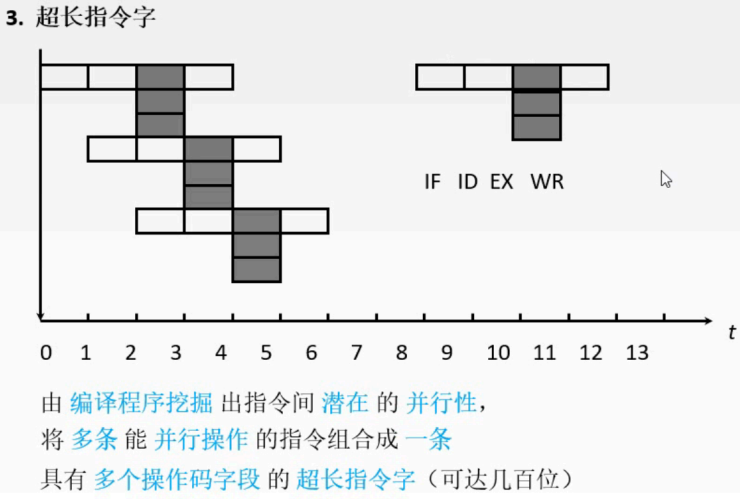 3. 超长指令字
IF ID EX WR
t
0 1 2 3 4 5 6 7 8 9 10 11 12 13
由 编译程序挖掘 出指令间 潜在 的 并行性，
将 多条 能 并行操作 的指令组合成 一条
具有 多个操作码字段 的 超长指令字（可达几百位）